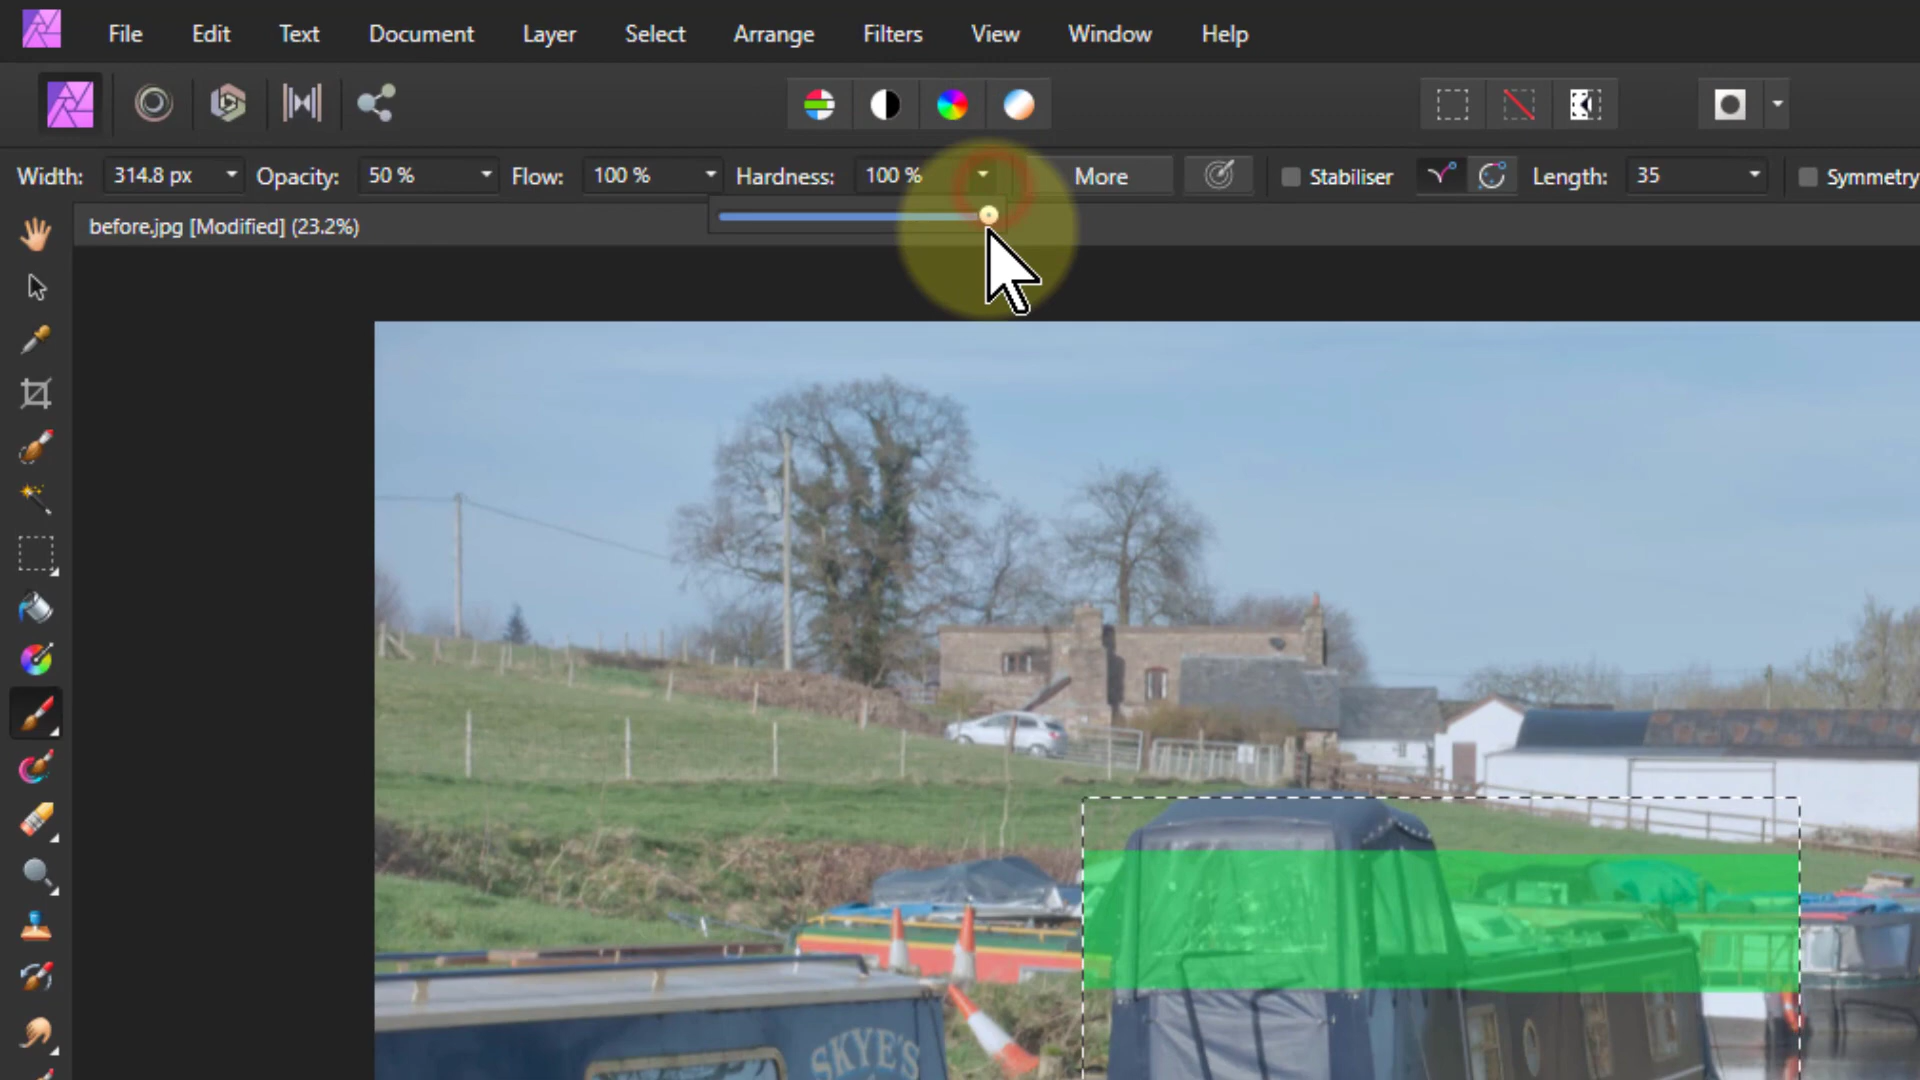 File Edit Text Document Layer Select Arrange Filters View Window Help
Width: 314.8 px Opacity: 50 % Flow: 100 % Hardness: 100 % More Stabiliser Length: 35 Symmetry
before.jpg [Modified] (23.2%)
SKYE'S